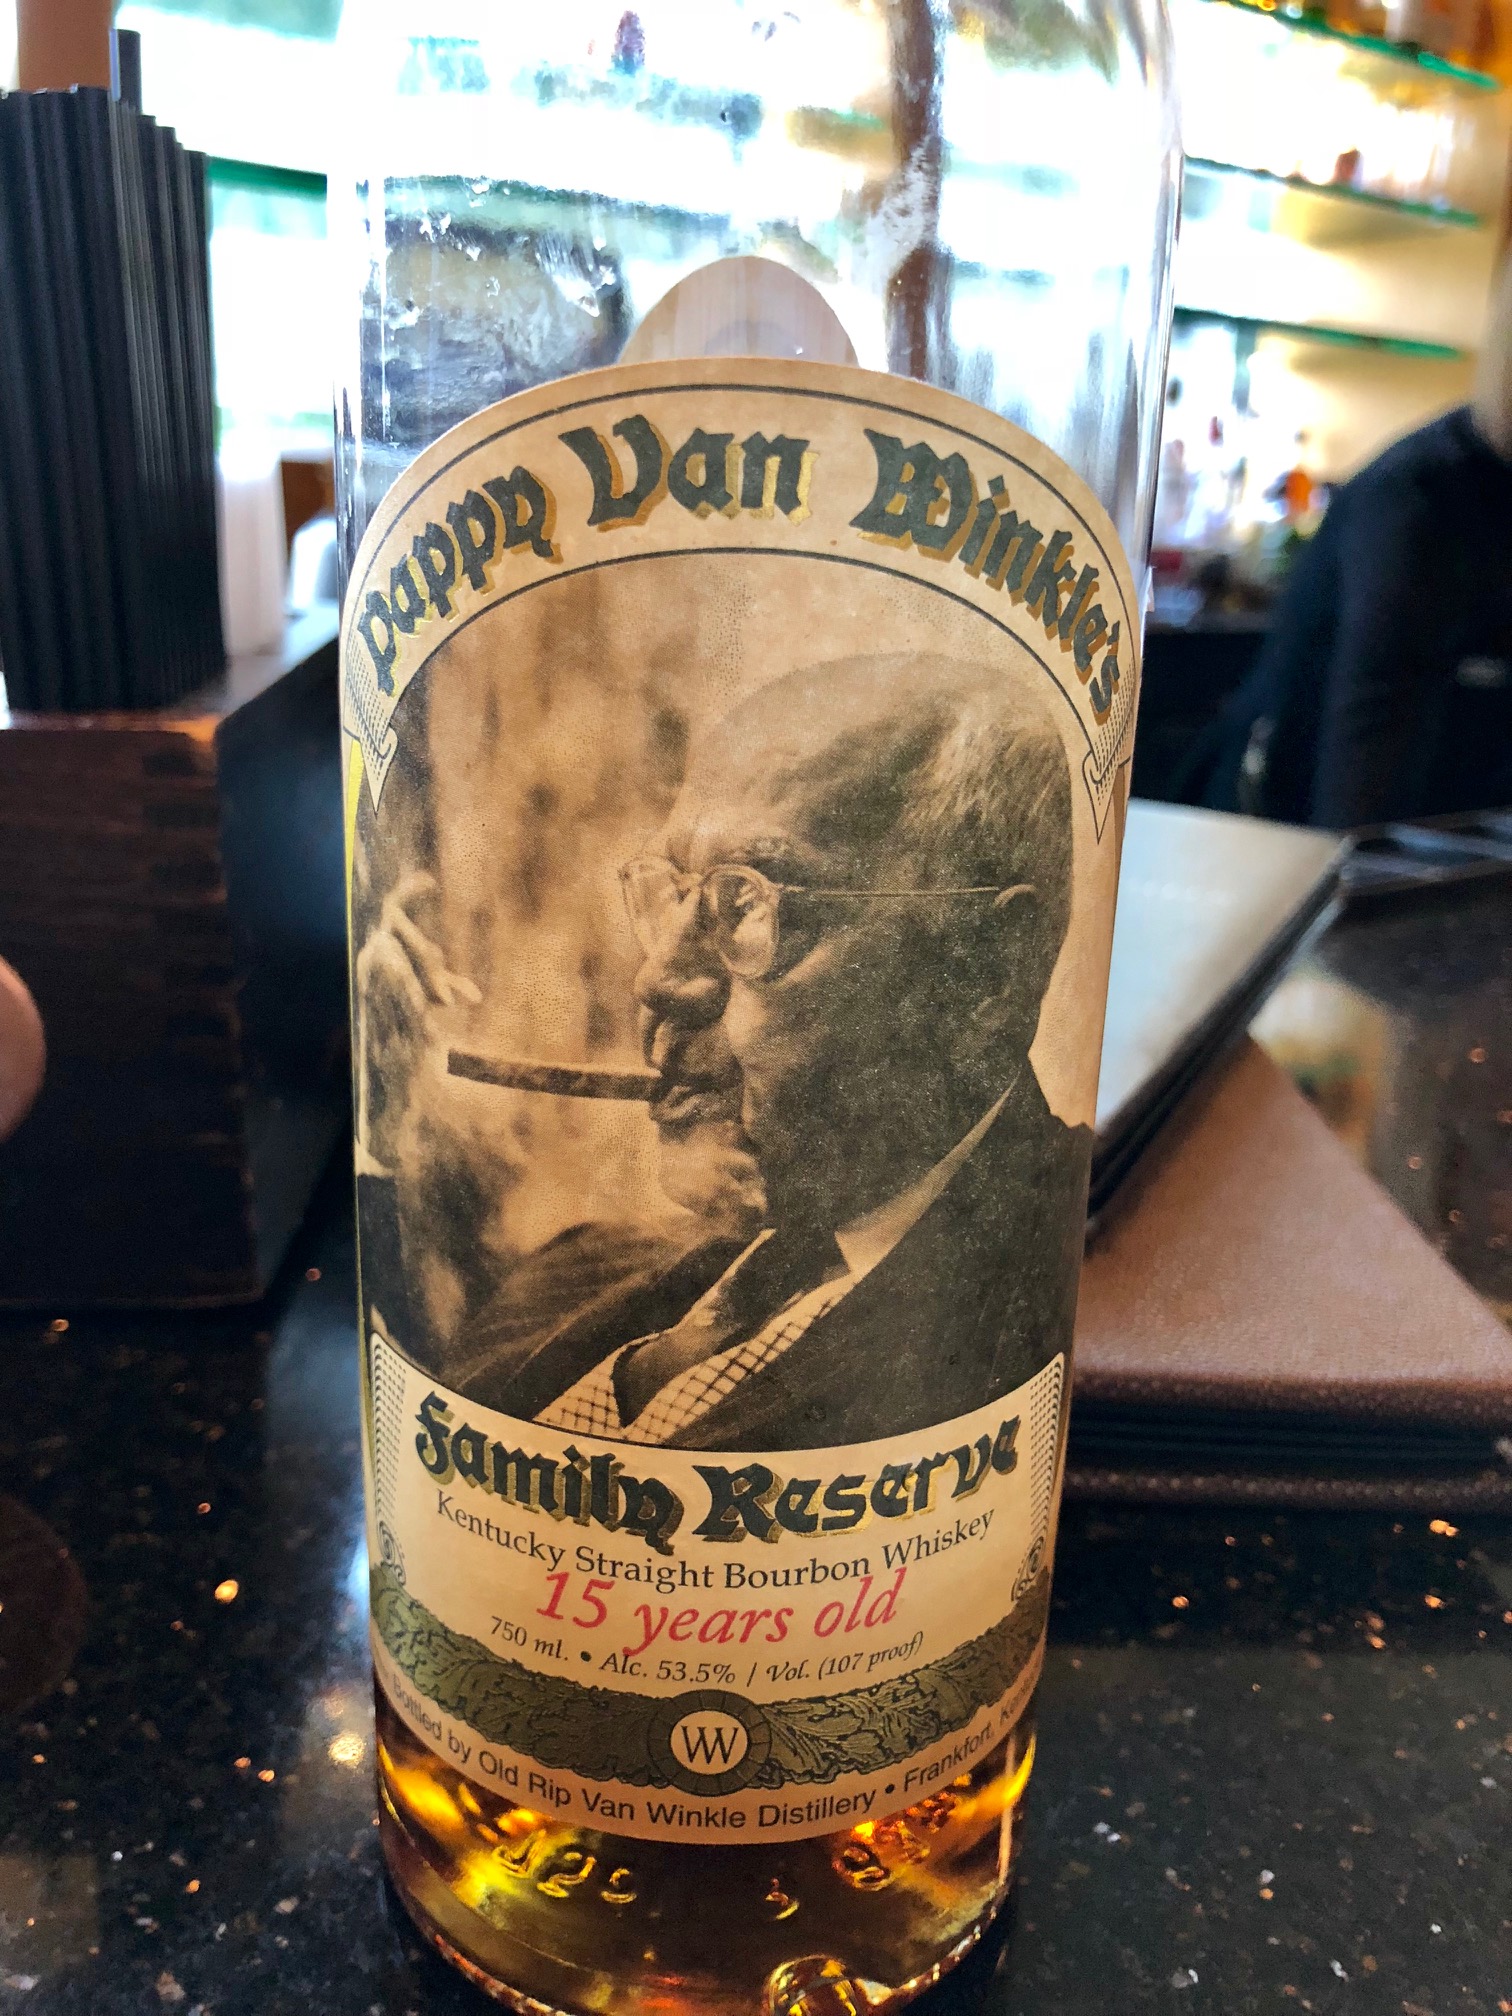 Pappy Van Winkle's
Family Reserve
Kentucky Straight Bourbon Whiskey
15 years old
750 ml. • Alc. 53.5% / Vol. (107 proof)
VW
Bottled by Old Rip Van Winkle Distillery • Frankfort,